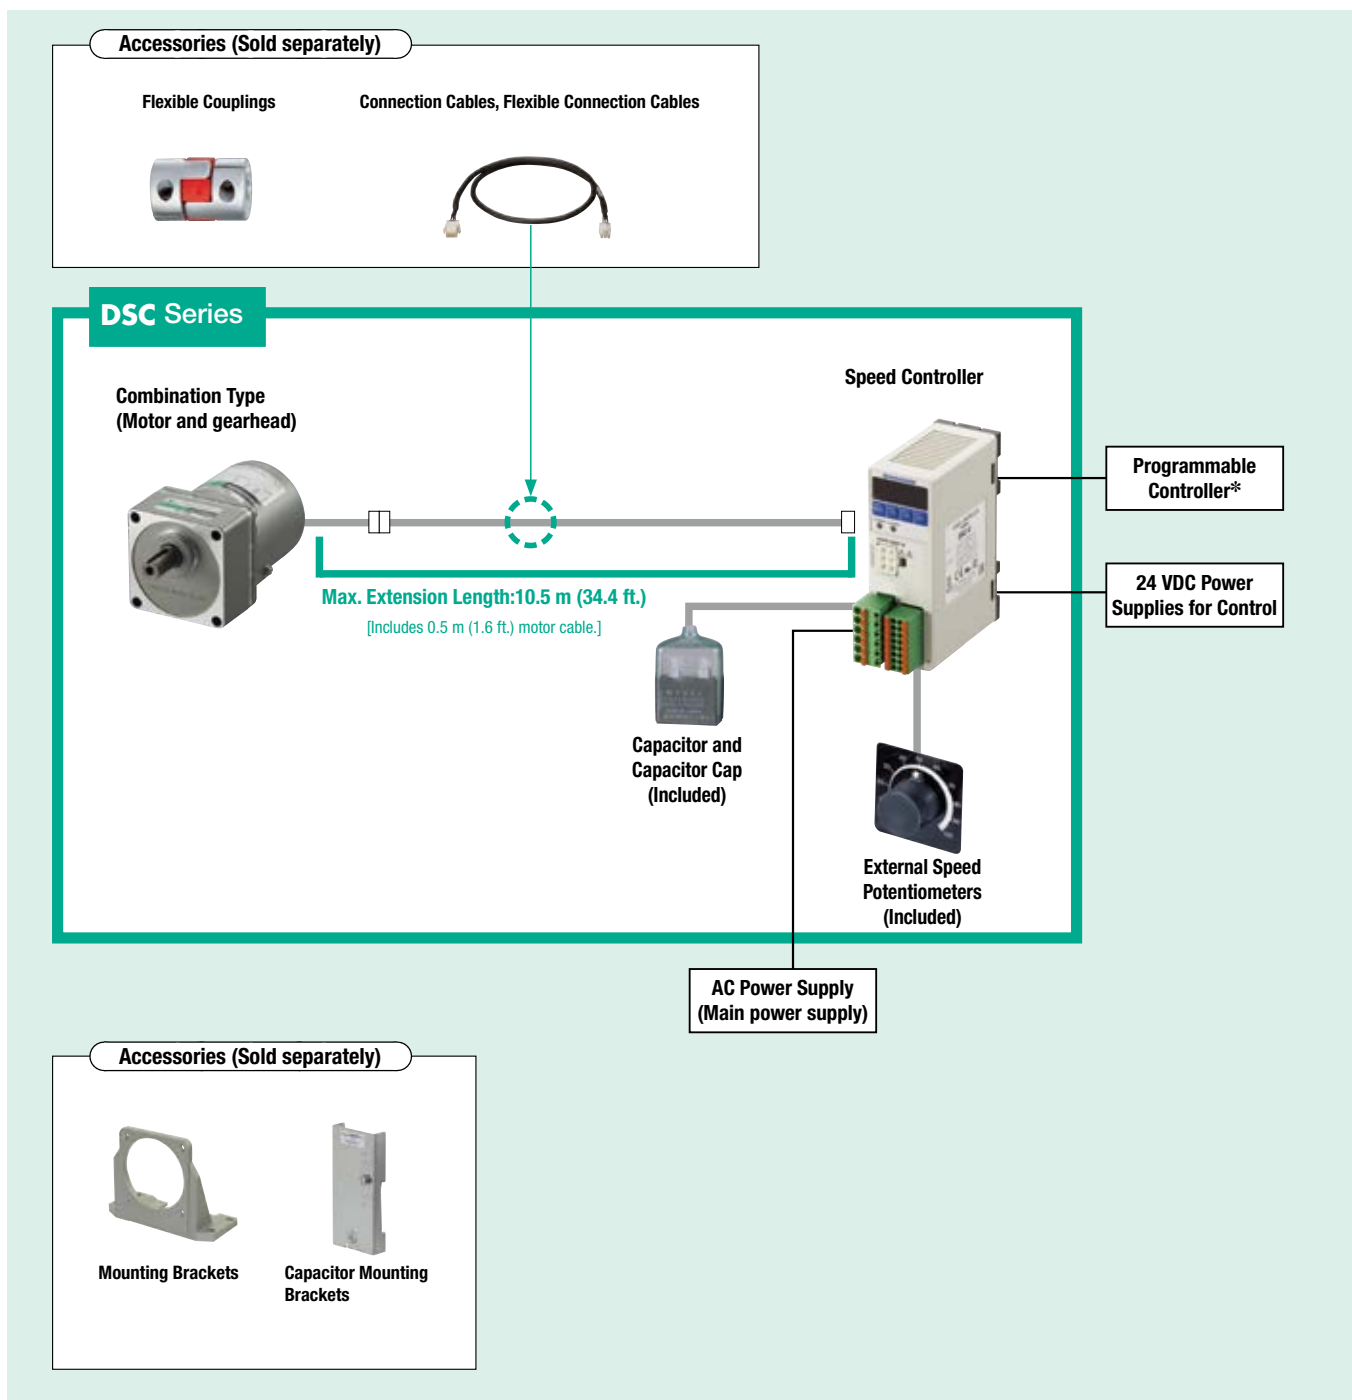 Accessories (Sold separately)
Flexible Couplings
Connection Cables, Flexible Connection Cables
DSC Series
Combination Type
(Motor and gearhead)
Speed Controller
Programmable
Controller*
24 VDC Power
Supplies for Control
Max. Extension Length:10.5 m (34.4 ft.)
[Includes 0.5 m (1.6 ft.) motor cable.]
Capacitor and
Capacitor Cap
(Included)
External Speed
Potentiometers
(Included)
AC Power Supply
(Main power supply)
Accessories (Sold separately)
Mounting Brackets
Capacitor Mounting
Brackets